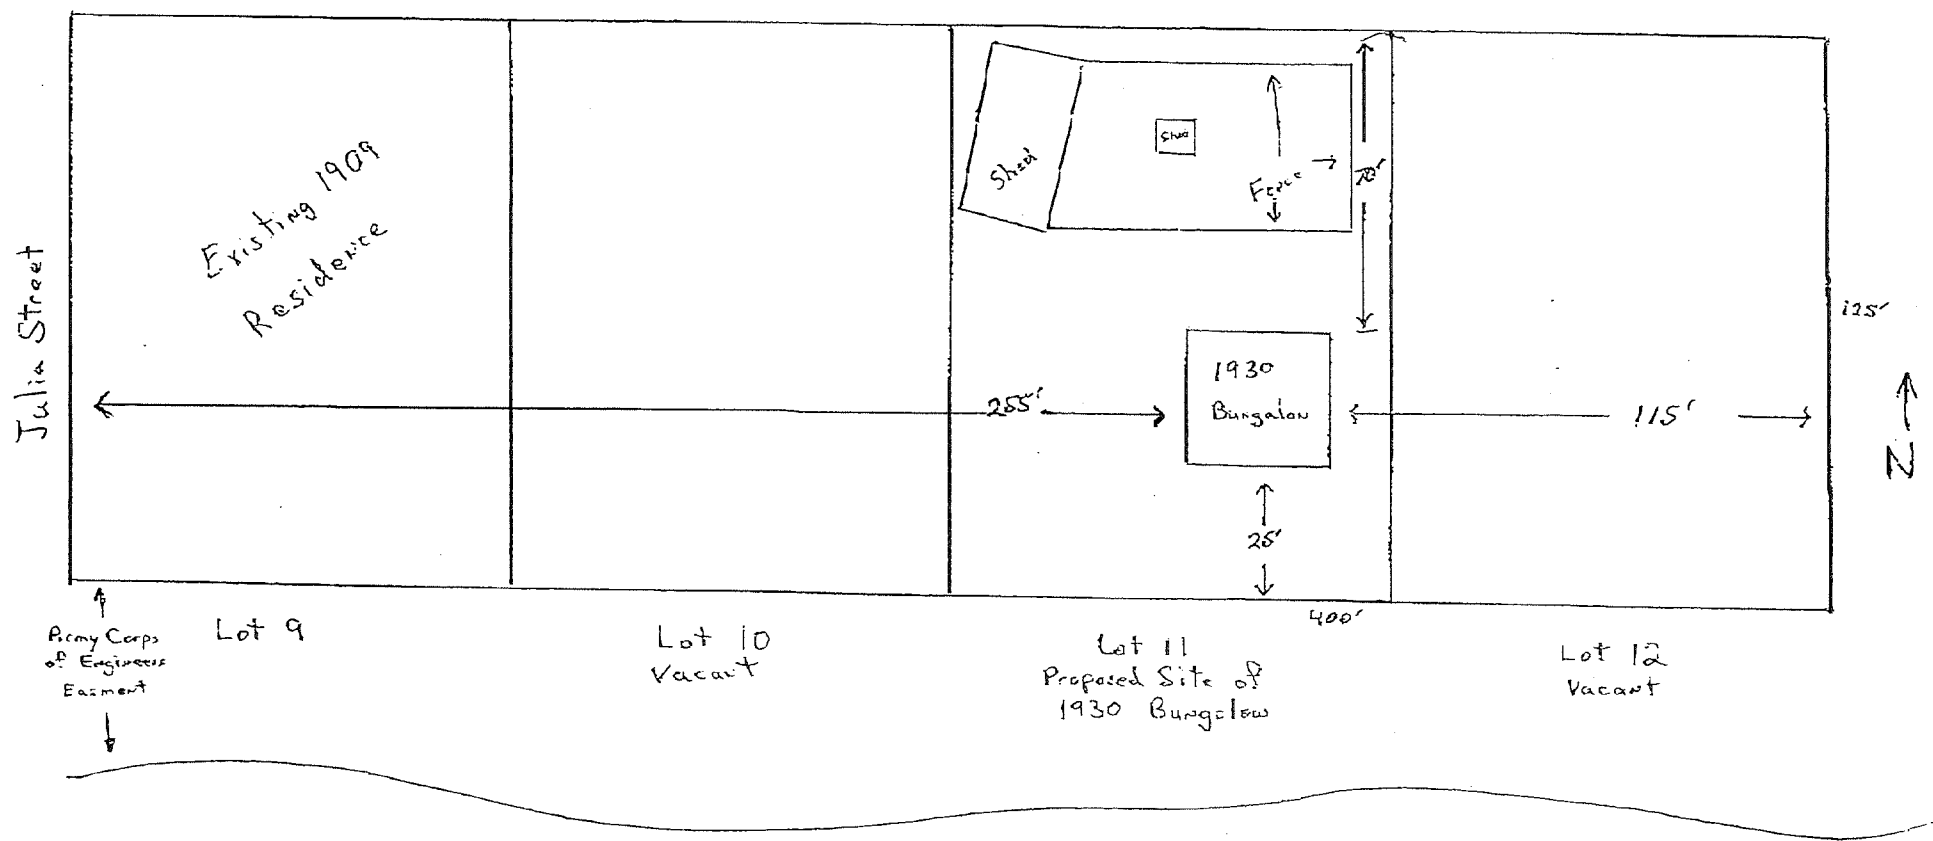 Julia Street
Existing 1909
Residence
Shed
Shed
Fence
70'
125'
1930
Bungalow
255'
115'
25'
400'
N
Army Corps
of Engineers
Easment
Lot 9
Lot 10
Vacant
Lot 11
Proposed Site of
1930 Bungalow
Lot 12
Vacant